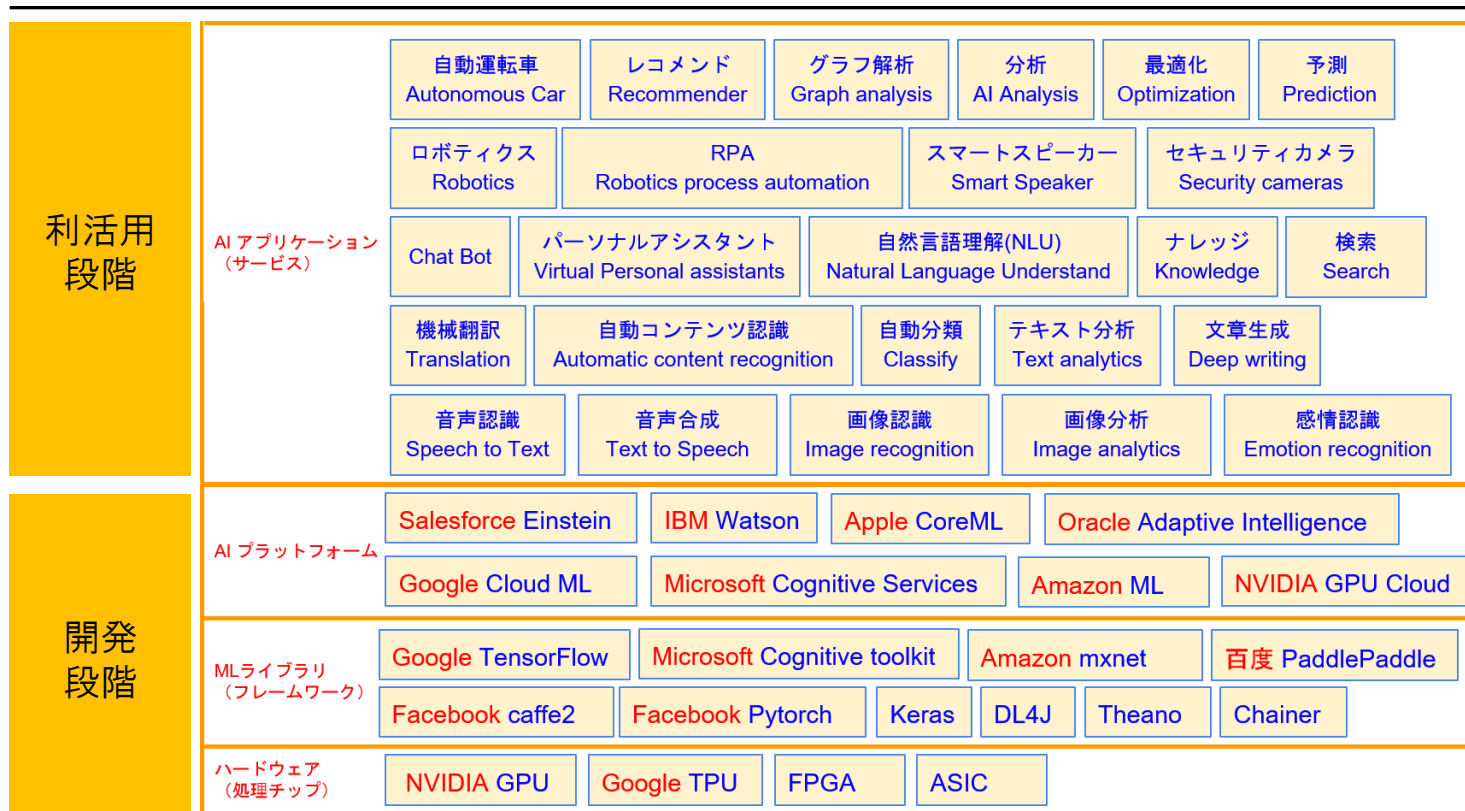 利活用
段階
AI アプリケーション
（サービス）
自動運転車
Autonomous Car
レコメンド
Recommender
グラフ解析
Graph analysis
分析
AI Analysis
最適化
Optimization
予測
Prediction
ロボティクス
Robotics
RPA
Robotics process automation
スマートスピーカー
Smart Speaker
セキュリティカメラ
Security cameras
Chat Bot
パーソナルアシスタント
Virtual Personal assistants
自然言語理解(NLU)
Natural Language Understand
ナレッジ
Knowledge
検索
Search
機械翻訳
Translation
自動コンテンツ認識
Automatic content recognition
自動分類
Classify
テキスト分析
Text analytics
文章生成
Deep writing
音声認識
Speech to Text
音声合成
Text to Speech
画像認識
Image recognition
画像分析
Image analytics
感情認識
Emotion recognition
開発
段階
AI プラットフォーム
Salesforce Einstein
IBM Watson
Apple CoreML
Oracle Adaptive Intelligence
Google Cloud ML
Microsoft Cognitive Services
Amazon ML
NVIDIA GPU Cloud
MLライブラリ
（フレームワーク）
Google TensorFlow
Microsoft Cognitive toolkit
Amazon mxnet
百度 PaddlePaddle
Facebook caffe2
Facebook Pytorch
Keras
DL4J
Theano
Chainer
ハードウェア
（処理チップ）
NVIDIA GPU
Google TPU
FPGA
ASIC